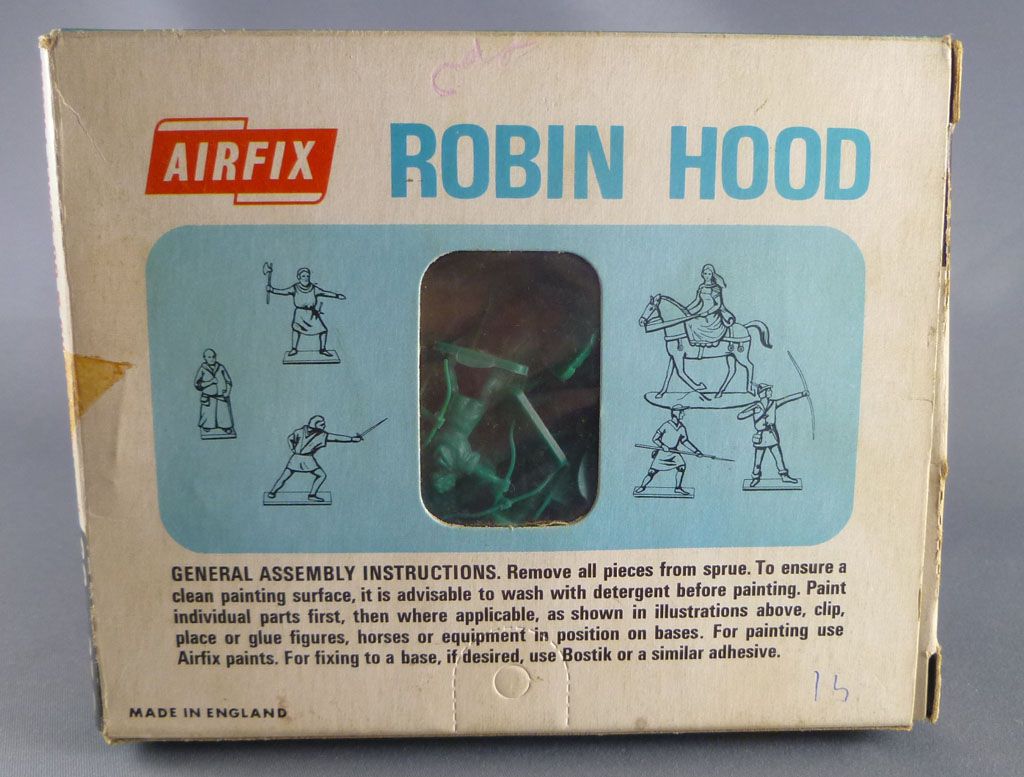 AIRFIX
ROBIN HOOD
GENERAL ASSEMBLY INSTRUCTIONS. Remove all pieces from sprue. To ensure a
clean painting surface, it is advisable to wash with detergent before painting. Paint
individual parts first, then where applicable, as shown in illustrations above, clip,
place or glue figures, horses or equipment in position on bases. For painting use
Airfix paints. For fixing to a base, if desired, use Bostik or a similar adhesive.
MADE IN ENGLAND